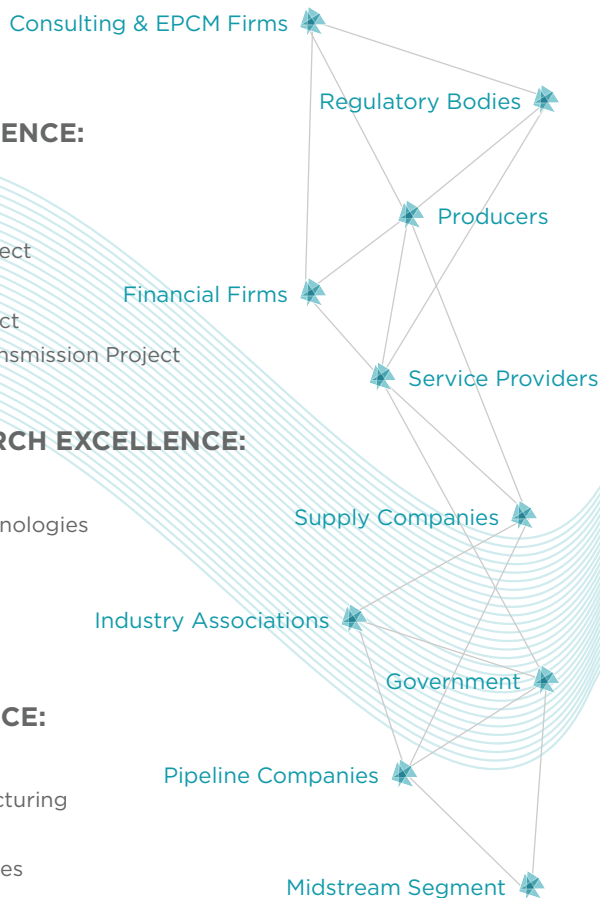 Consulting & EPCM Firms
Regulatory Bodies
ENCE:
Producers
ect
Financial Firms
ct
nsmission Project
Service Providers
RCH EXCELLENCE:
Supply Companies
nologies
Industry Associations
Government
CE:
Pipeline Companies
cturing
es
Midstream Segment